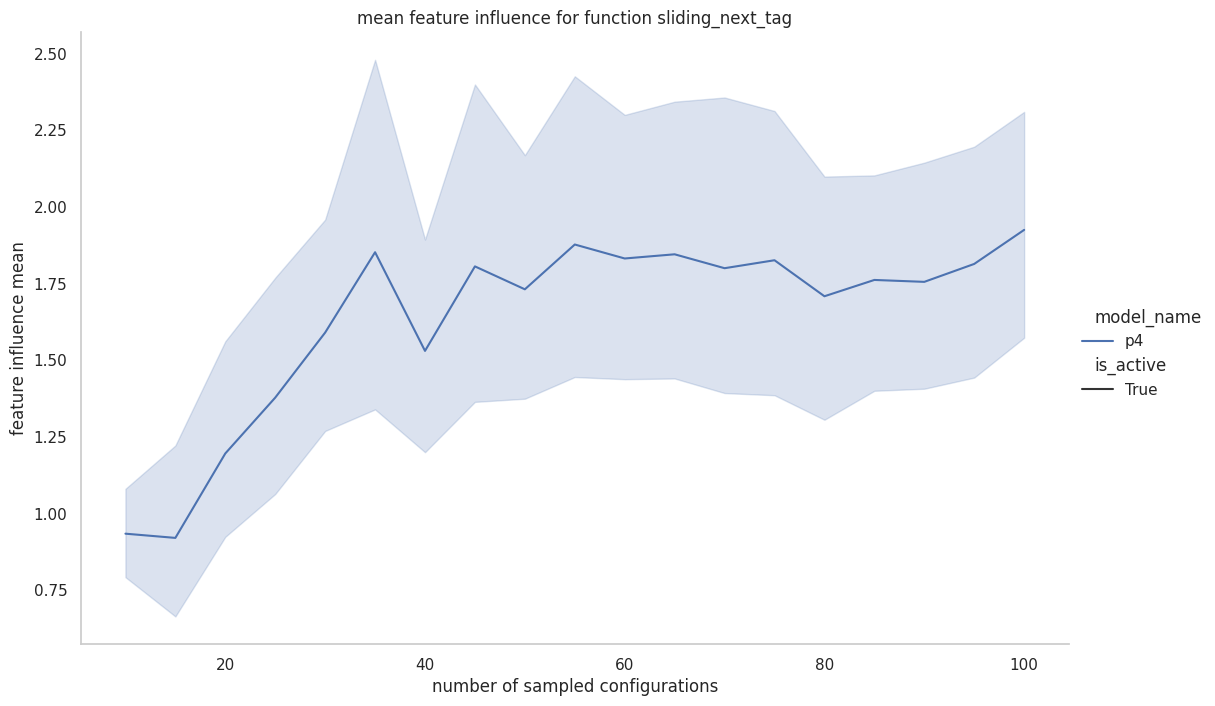 mean feature influence for function sliding_next_tag
2.50
2.25
2.00
1.75
1.50
1.25
1.00
0.75
feature influence mean
20 40 60 80 100
number of sampled configurations
model_name
p4
is_active
True